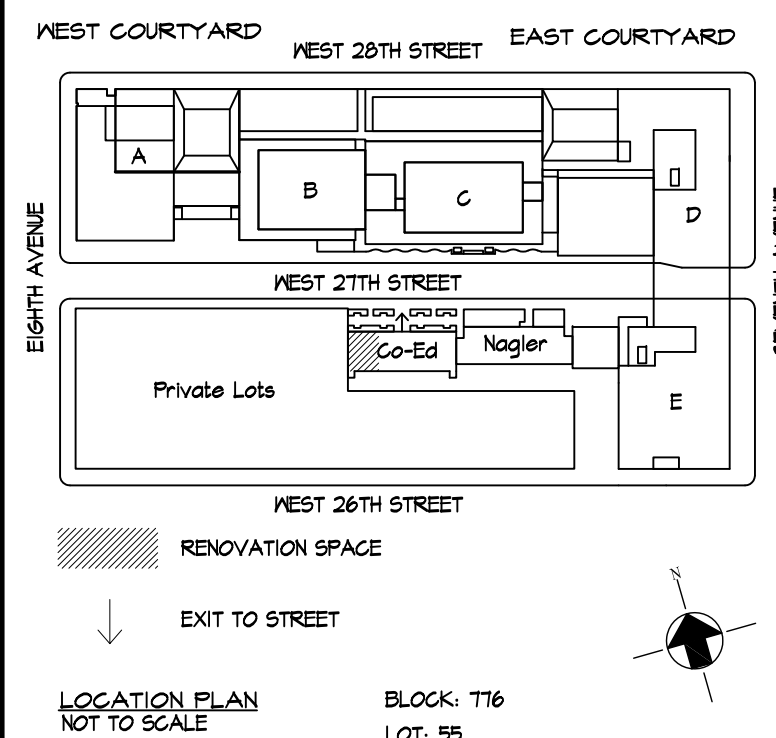 WEST COURTYARD
WEST 28TH STREET
EAST COURTYARD
A
B
C
D
EIGHTH AVENUE
WEST 27TH STREET
Co-Ed
Nagler
Private Lots
E
WEST 26TH STREET
RENOVATION SPACE
N
EXIT TO STREET
LOCATION PLAN
NOT TO SCALE
BLOCK: 776
LOT: 55